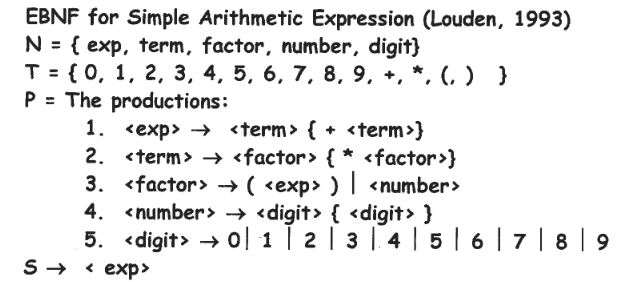 EBNF for Simple Arithmetic Expression (Louden, 1993)
N = { exp, term, factor, number, digit}
T = { 0, 1, 2, 3, 4, 5, 6, 7, 8, 9, +, *, (, ) }
P = The productions:
1. <exp> → <term> { + <term>}
2. <term> → <factor> { * <factor>}
3. <factor> → ( <exp> ) | <number>
4. <number> → <digit> { <digit> }
5. <digit> → 0| 1 | 2 | 3 | 4 | 5 | 6 | 7 | 8 | 9
S → < exp>